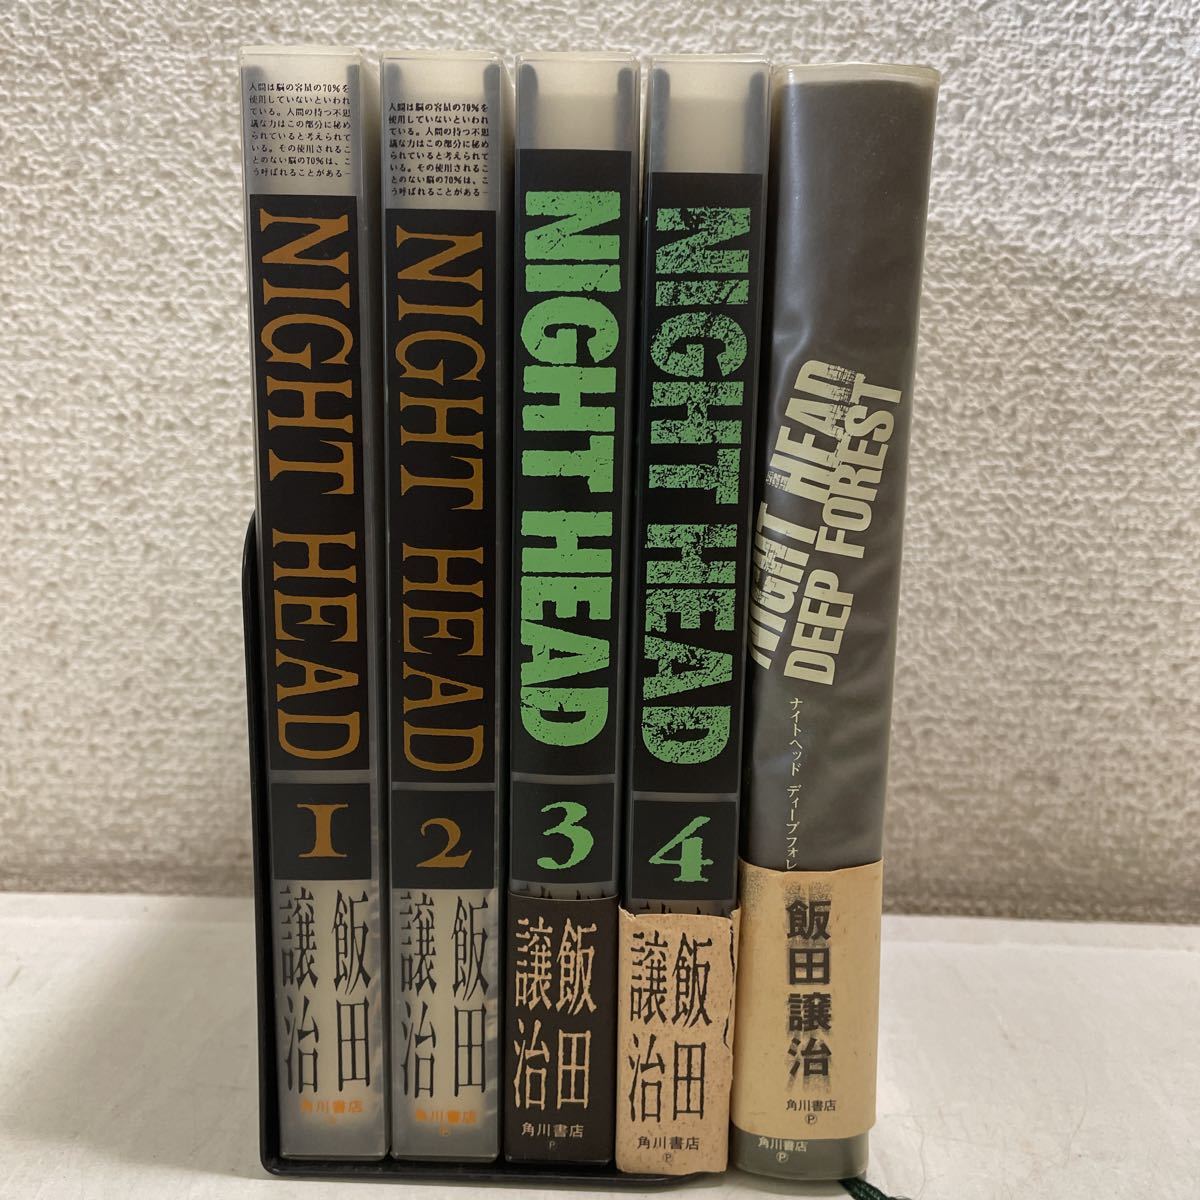 人間は脳の容量の70%を
使用していないといわれ
ている。人間の持つ不思
議な力はこの部分に秘め
られていると考えられて
いる。その使用されるこ
とのない脳の70%は、こ
う呼ばれることがある—
NIGHT HEAD
1
飯田
譲治
角川書店
人間は脳の容量の70%を
使用していないといわれ
ている。人間の持つ不思
議な力はこの部分に秘め
られていると考えられて
いる。その使用されるこ
とのない脳の70%は、こ
う呼ばれることがある—
NIGHT HEAD
2
飯田
譲治
角川書店
P
NIGHT HEAD
3
飯田
譲治
角川書店
P
NIGHT HEAD
4
飯田
譲治
角川書店
P
NIGHT HEAD
DEEP FOREST
ナイトヘッド ディープフォレ
飯田譲治
角川書店
P
角川書店
P